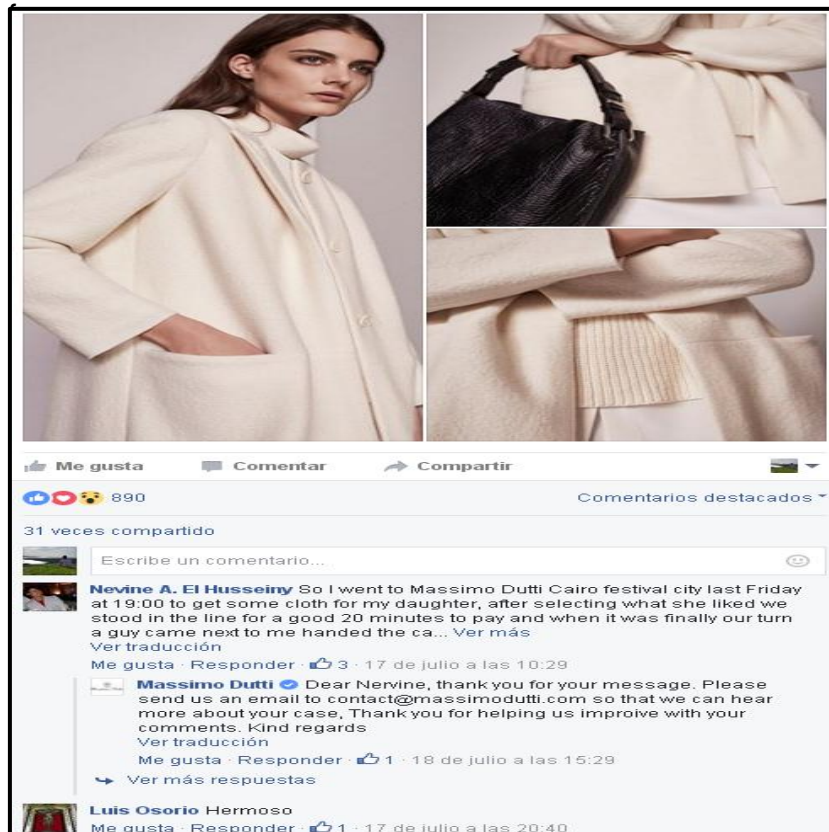 Me gusta Comentar Compartir
890 Comentarios destacados
31 veces compartido
Escribe un comentario...
Nevine A. El Husseiny So I went to Massimo Dutti Cairo festival city last Friday
at 19:00 to get some cloth for my daughter, after selecting what she liked we
stood in the line for a good 20 minutes to pay and when it was finally our turn
a guy came next to me handed the ca... Ver más
Ver traducción
Me gusta · Responder · 3 · 17 de julio a las 10:29
Massimo Dutti Dear Nervine, thank you for your message. Please
send us an email to contact@massimodutti.com so that we can hear
more about your case, Thank you for helping us improive with your
comments. Kind regards
Ver traducción
Me gusta · Responder · 1 · 18 de julio a las 15:29
Ver más respuestas
Luis Osorio Hermoso
Me gusta · Responder · 1 · 17 de julio a las 20:40